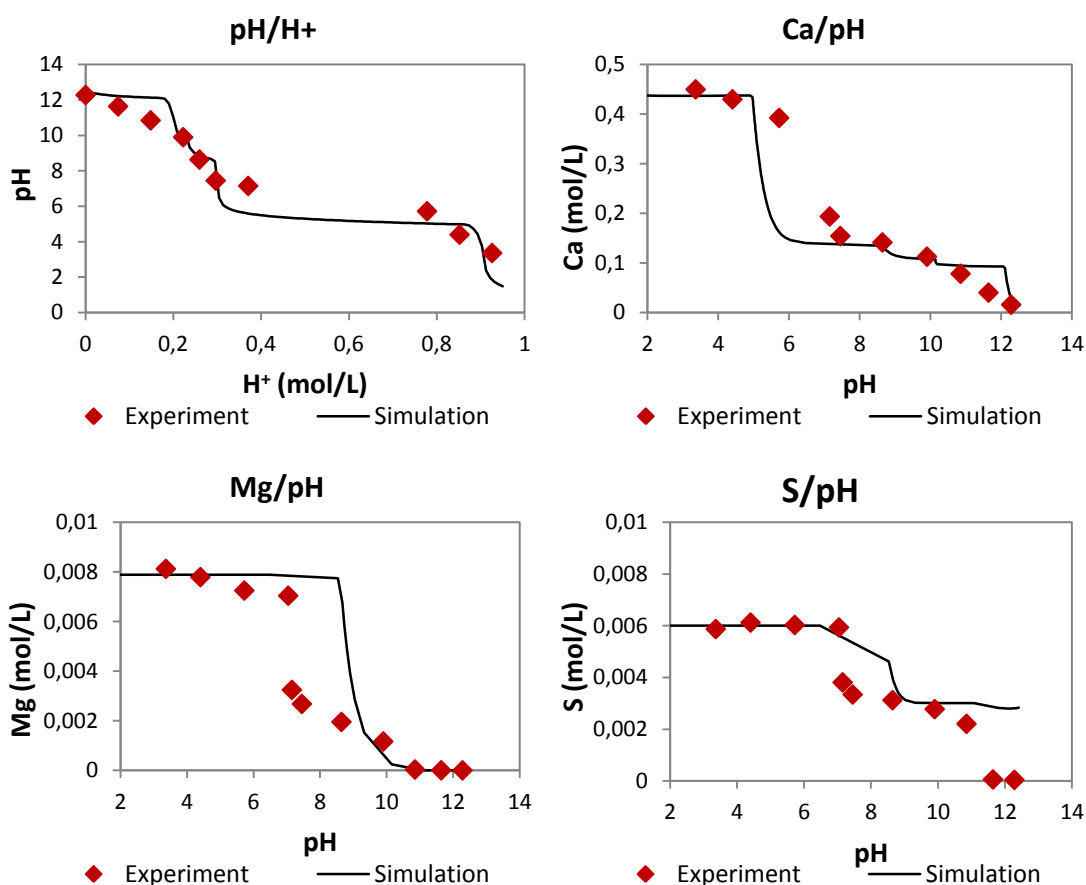 pH/H+
14
12
10
8
6
4
2
0
pH
0 0,2 0,4 0,6 0,8 1
H⁺ (mol/L)
Experiment Simulation
Ca/pH
0,5
0,4
0,3
0,2
0,1
0
Ca (mol/L)
2 4 6 8 10 12 14
pH
Experiment Simulation
Mg/pH
0,01
0,008
0,006
0,004
0,002
0
Mg (mol/L)
2 4 6 8 10 12 14
pH
Experiment Simulation
S/pH
0,01
0,008
0,006
0,004
0,002
0
S (mol/L)
2 4 6 8 10 12 14
pH
Experiment Simulation